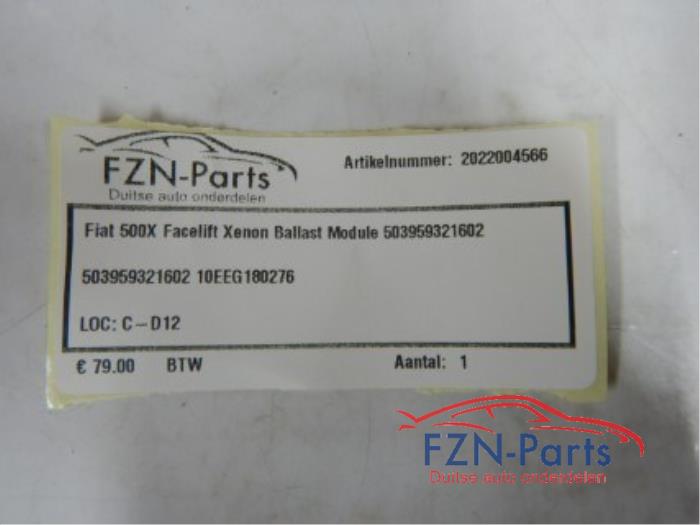 FZN-Parts
Duitse auto onderdelen
Artikelnummer: 2022004566
Fiat 500X Facelift Xenon Ballast Module 503959321602
503959321602 10EEG180276
LOC: C-D12
€ 79.00 BTW Aantal: 1
FZN-Parts
Duitse auto onderdelen